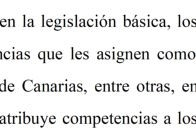 en la legislación básica, los
ncias que les asignen como
de Canarias, entre otras, en
atribuye competencias a los